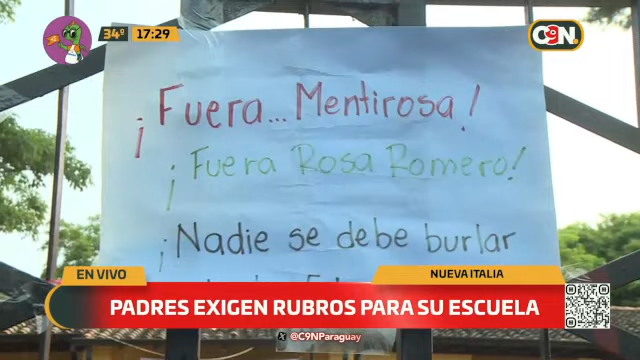 34º 17:29
C9N
¡Fuera... Mentirosa!
¡Fuera Rosa Romero!
¡Nadie se debe burlar
EN VIVO
NUEVA ITALIA
PADRES EXIGEN RUBROS PARA SU ESCUELA
@C9NParaguay